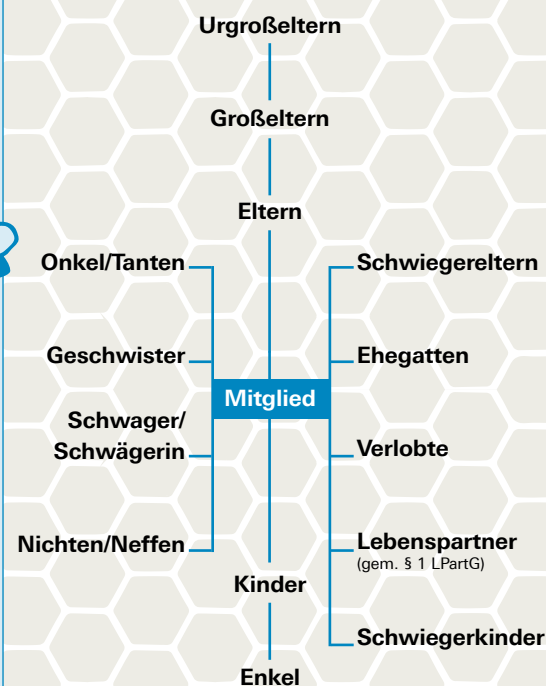 Urgroßeltern
Großeltern
Eltern
Onkel/Tanten
Schwiegereltern
Geschwister
Ehegatten
Mitglied
Schwager/
Schwägerin
Verlobte
Nichten/Neffen
Lebenspartner
(gem. § 1 LPartG)
Kinder
Schwiegerkinder
Enkel